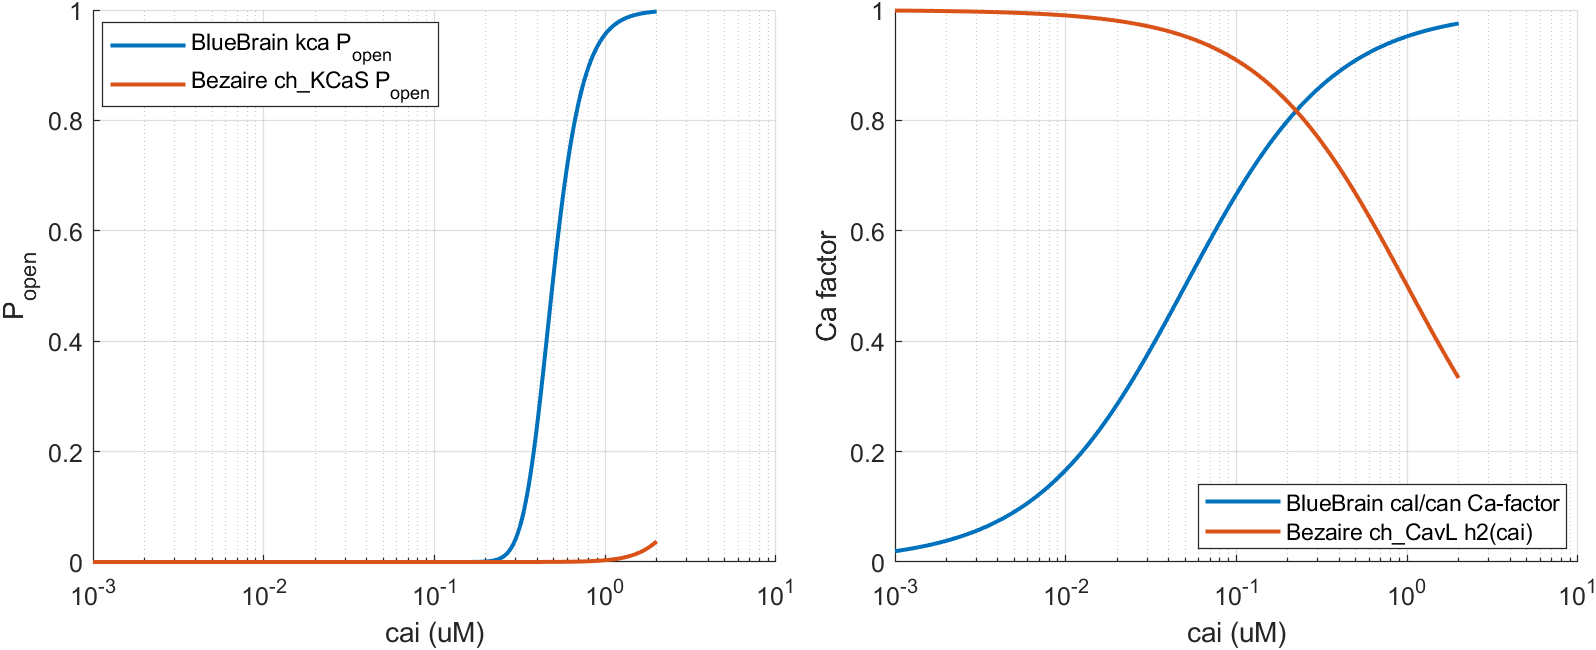 BlueBrain kca P_open
Bezaire ch_KCaS P_open
1
0.8
0.6
0.4
0.2
0
P_open
10^-3
10^-2
10^-1
10^0
10^1
cai (uM)
1
0.8
0.6
0.4
0.2
0
Ca factor
BlueBrain cal/can Ca-factor
Bezaire ch_CavL h2(cai)
10^-3
10^-2
10^-1
10^0
10^1
cai (uM)